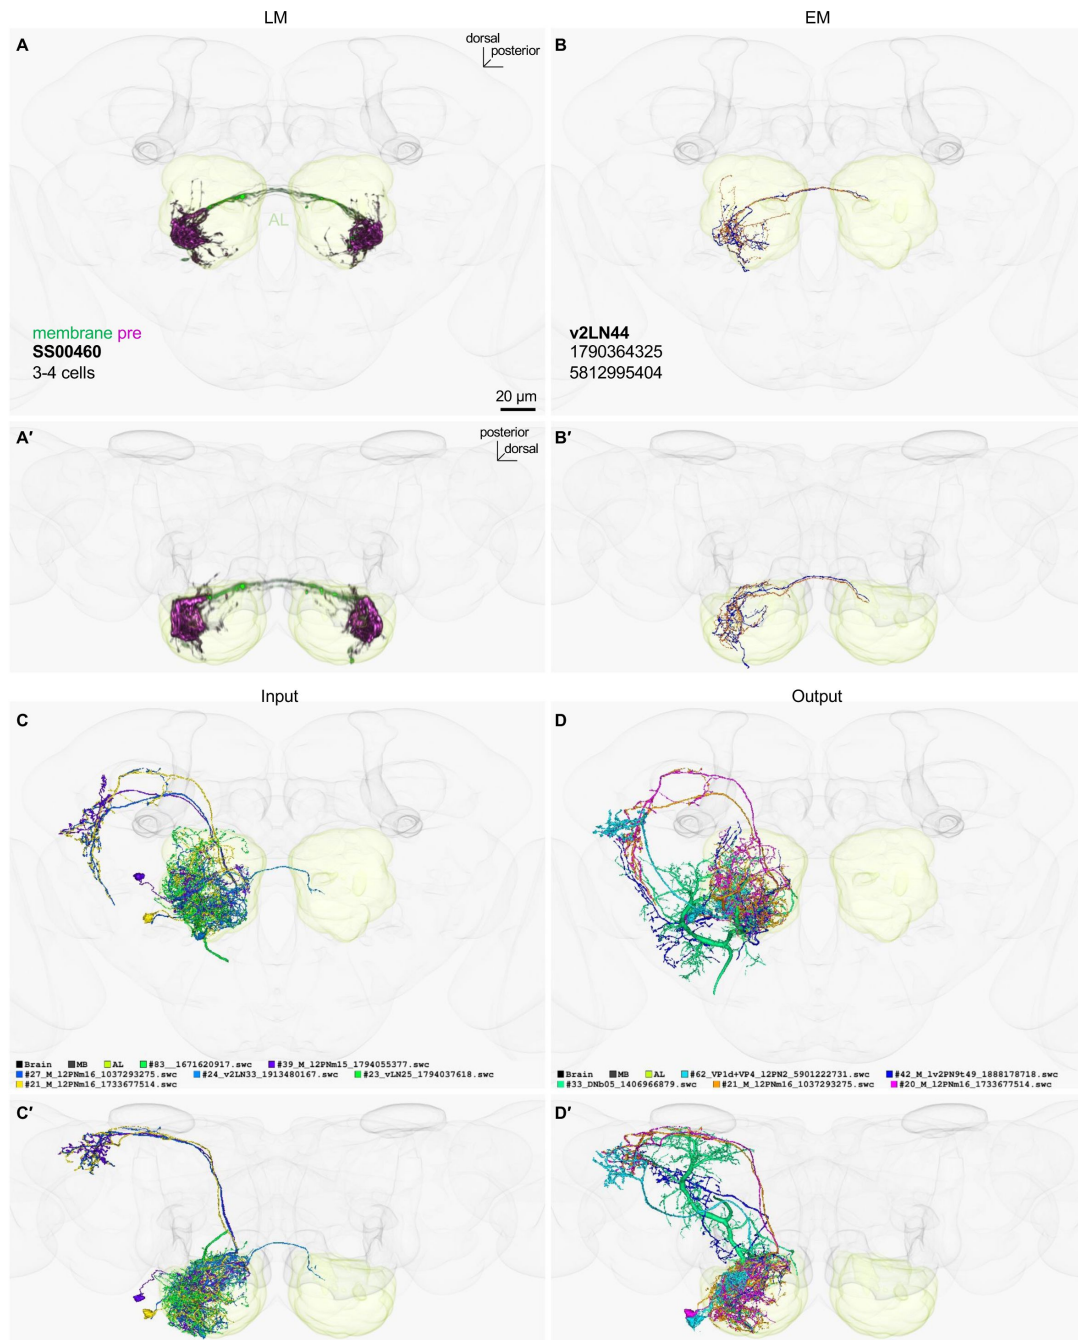 LM
EM
A
dorsal
posterior
B
AL
membrane pre
SS00460
3-4 cells
20 µm
v2LN44
1790364325
5812995404
A′
posterior
dorsal
B′
Input
Output
C
D
Brain MB AL #83__1671620917.swc #39_M_12PNm15_1794055377.swc
#27_M_12PNm16_1037293275.swc #24_v2LN33_1913480167.swc #23_vLN25_1794037618.swc
#21_M_12PNm16_1733677514.swc
Brain MB AL #62_VP1d+VP4_12PN2_5901222731.swc #42_M_1v2PN9t49_1888178718.swc
#33_DNb05_1406966879.swc #21_M_12PNm16_1037293275.swc #20_M_12PNm16_1733677514.swc
C′
D′